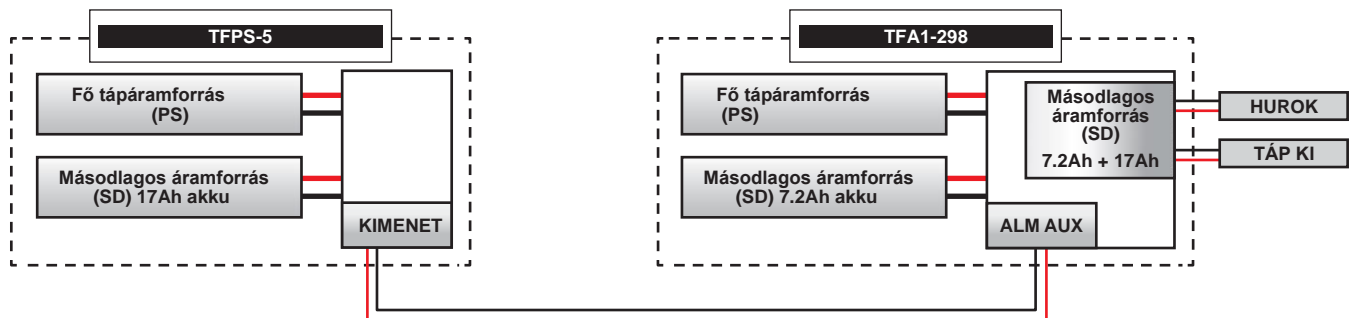 TFPS-5
Fő tápáramforrás
(PS)
Másodlagos áramforrás
(SD) 17Ah akku
KIMENET
TFA1-298
Fő tápáramforrás
(PS)
Másodlagos áramforrás
(SD) 7.2Ah akku
Másodlagos
áramforrás
(SD)
7.2Ah + 17Ah
ALM AUX
HUROK
TÁP KI